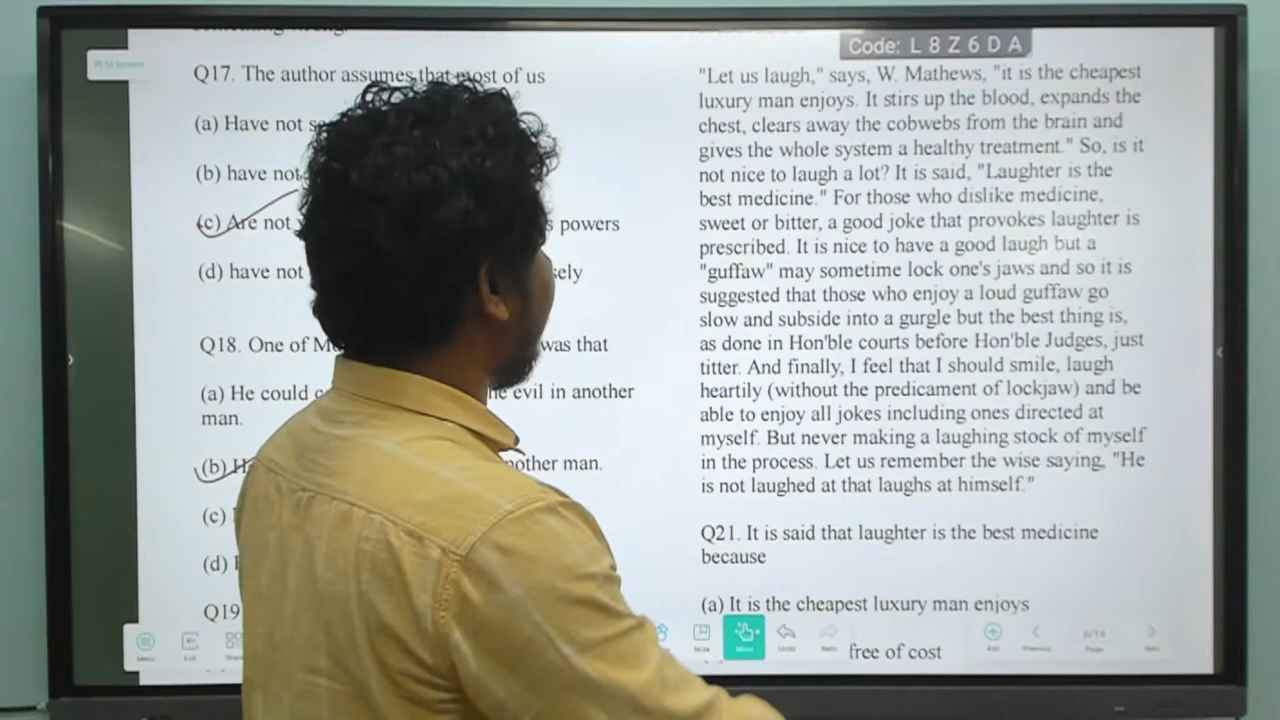 Code: L 8 Z 6 D A
Q17. The author assumes that most of us
(a) Have not
(b) have not
(c) Are not powers
(d) have not
Q18. One of was that
(a) He could evil in another
man.
(b) another man.
(c)
(d)
Q19
"Let us laugh," says, W. Mathews, "it is the cheapest
luxury man enjoys. It stirs up the blood, expands the
chest, clears away the cobwebs from the brain and
gives the whole system a healthy treatment." So, is it
not nice to laugh a lot? It is said, "Laughter is the
best medicine." For those who dislike medicine,
sweet or bitter, a good joke that provokes laughter is
prescribed. It is nice to have a good laugh but a
"guffaw" may sometime lock one's jaws and so it is
suggested that those who enjoy a loud guffaw go
slow and subside into a gurgle but the best thing is,
as done in Hon'ble courts before Hon'ble Judges, just
titter. And finally, I feel that I should smile, laugh
heartily (without the predicament of lockjaw) and be
able to enjoy all jokes including ones directed at
myself. But never making a laughing stock of myself
in the process. Let us remember the wise saying, "He
is not laughed at that laughs at himself."
Q21. It is said that laughter is the best medicine
because
(a) It is the cheapest luxury man enjoys
free of cost
Menu
Exit
Note
Move
Undo
Redo
Add
Previous
Page
Next